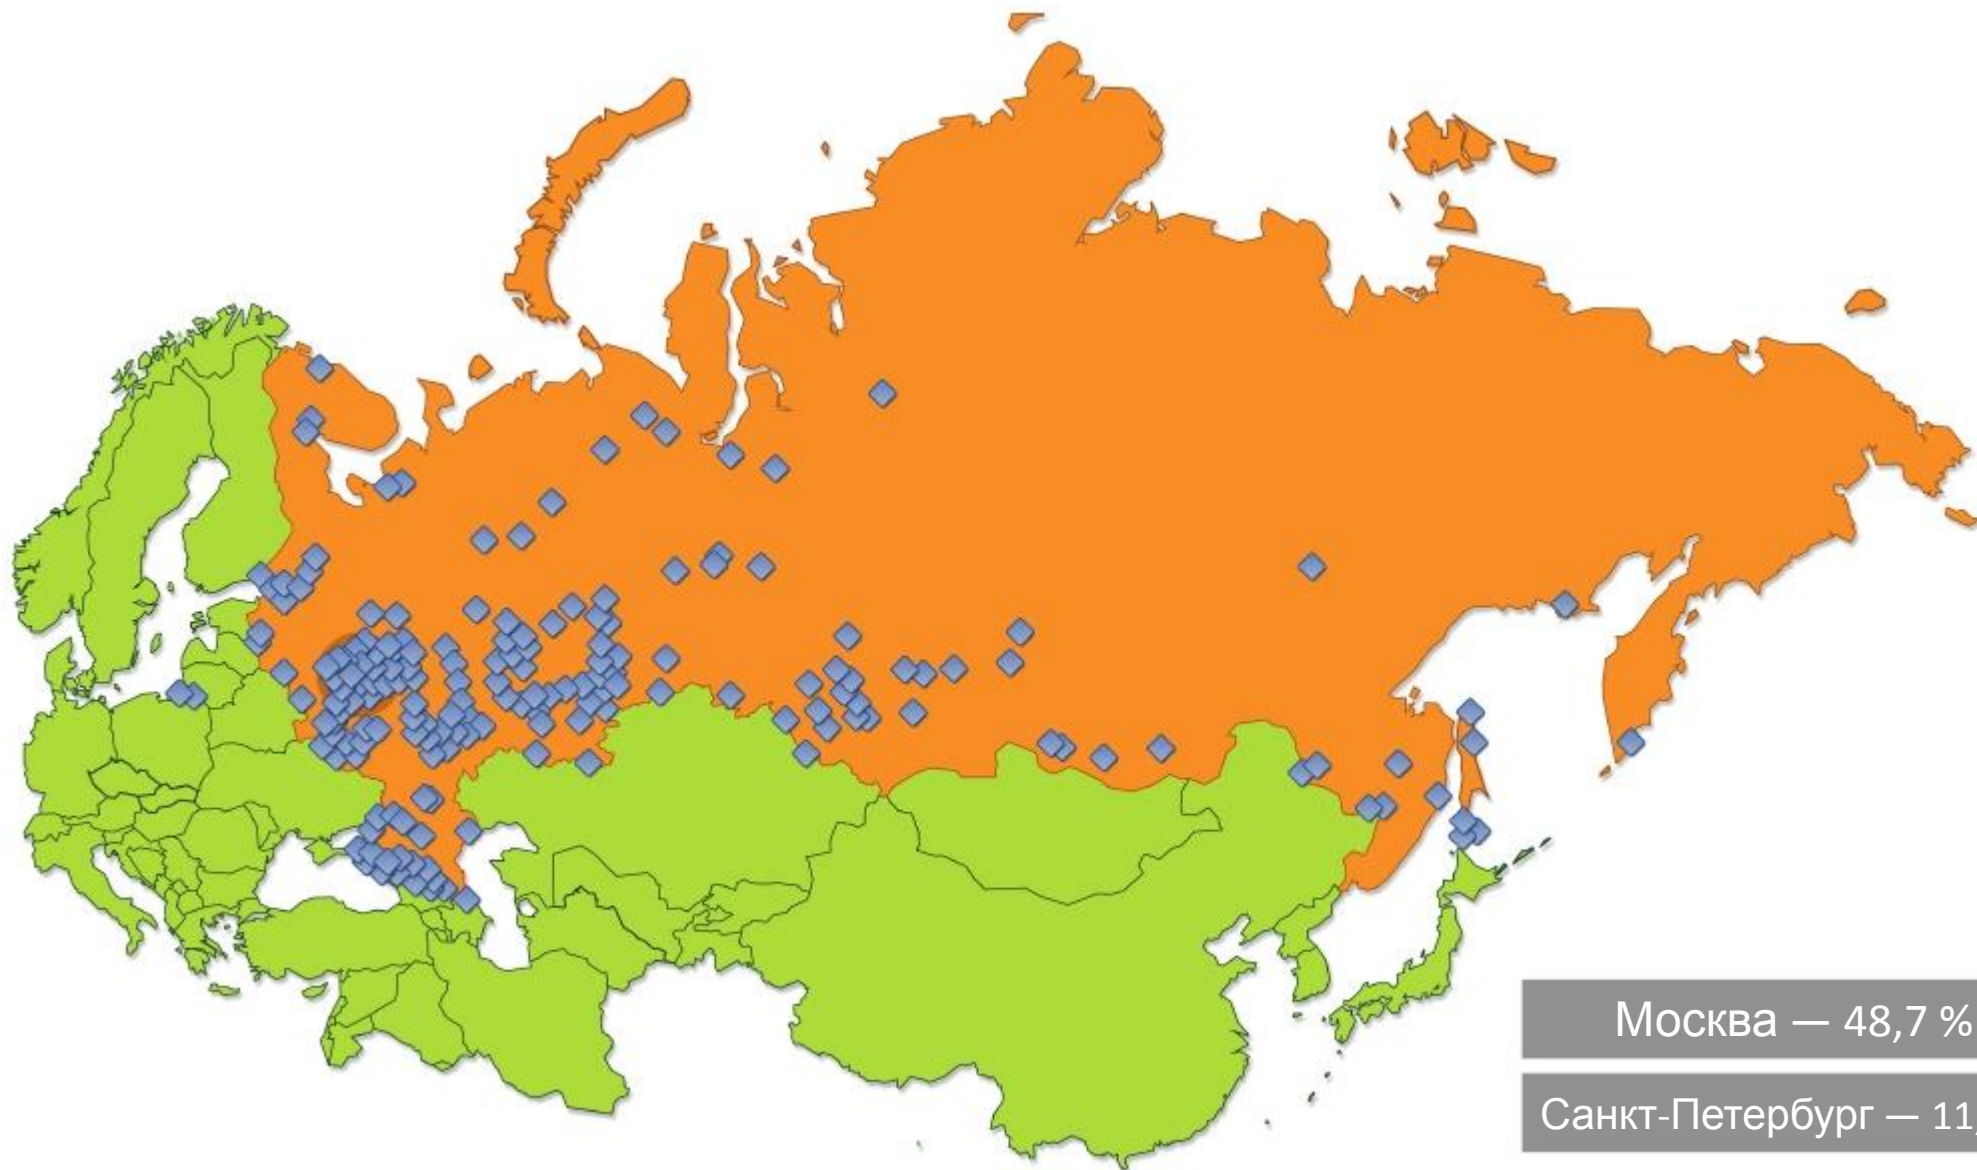 Москва — 48,7 %
Санкт-Петербург — 11,